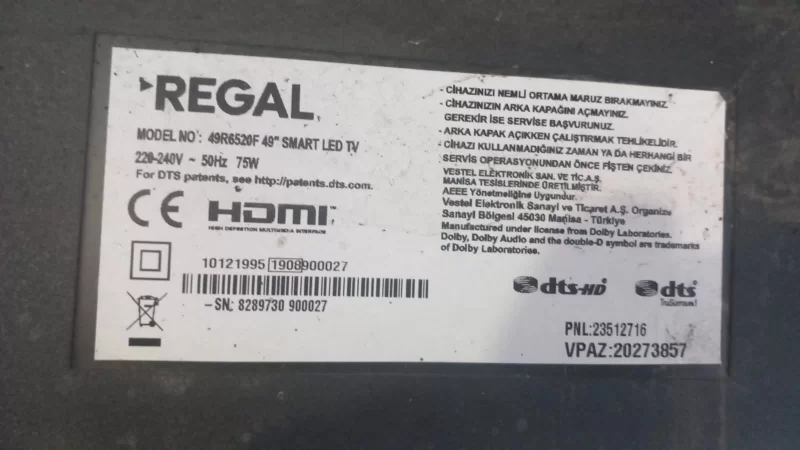 REGAL
MODEL NO : 49R6520F 49" SMART LED TV
220-240V ~ 50Hz 75W
For DTS patents, see http://patents.dts.com.
CE HDMI
HIGH DEFINITION MULTIMEDIA INTERFACE
10121995 1908900027
-SN: 8289730 900027
- CİHAZINIZI NEMLİ ORTAMA MARUZ BIRAKMAYINIZ.
- CİHAZINIZIN ARKA KAPAĞINI AÇMAYINIZ.
GEREKİR İSE SERVİSE BAŞVURUNUZ.
- ARKA KAPAK AÇIKKEN ÇALIŞTIRMAK TEHLİKELİDİR.
- CİHAZI KULLANMADIĞINIZ ZAMAN YA DA HERHANGİ BİR
SERVİS OPERASYONUNDAN ÖNCE FİŞTEN ÇEKİNİZ.
VESTEL ELEKTRONİK SAN. VE TİC.A.Ş.
MANİSA TESİSLERİNDE ÜRETİLMİŞTİR.
AEEE Yönetmeliğine Uygundur.
Vestel Elektronik Sanayi ve Ticaret A.Ş. Organize
Sanayi Bölgesi 45030 Manisa - Türkiye
Manufactured under license from Dolby Laboratories.
Dolby, Dolby Audio and the double-D symbol are trademarks
of Dolby Laboratories.
dts-HD dts
TruSurround
PNL:23512716
VPAZ:20273857